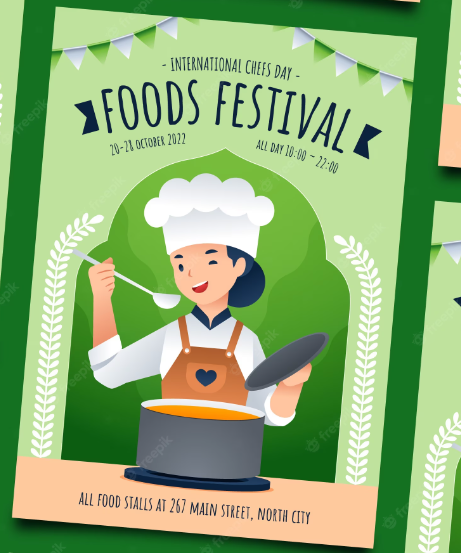 - INTERNATIONAL CHEFS DAY -
FOODS FESTIVAL
20-28 OCTOBER 2022
ALL DAY 10:00 ~ 22:00
ALL FOOD STALLS AT 267 MAIN STREET, NORTH CITY